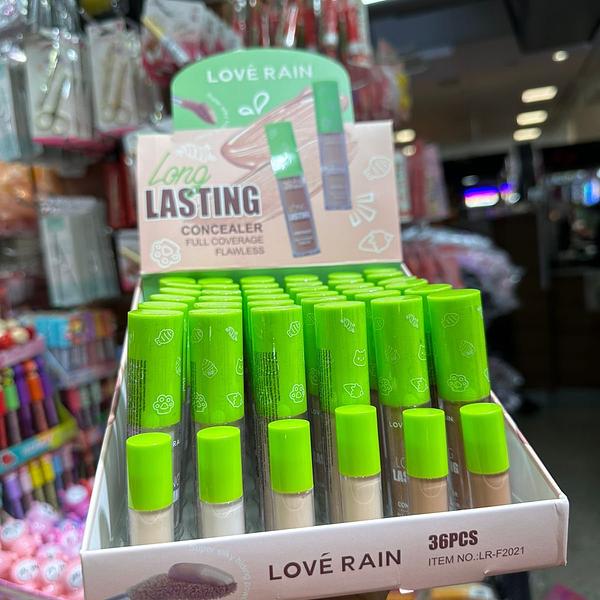 LOVÉ RAIN
Long
LASTING
CONCEALER
FULL COVERAGE
FLAWLESS
LOVÉ RAIN
36PCS
ITEM NO.:LR-F2021